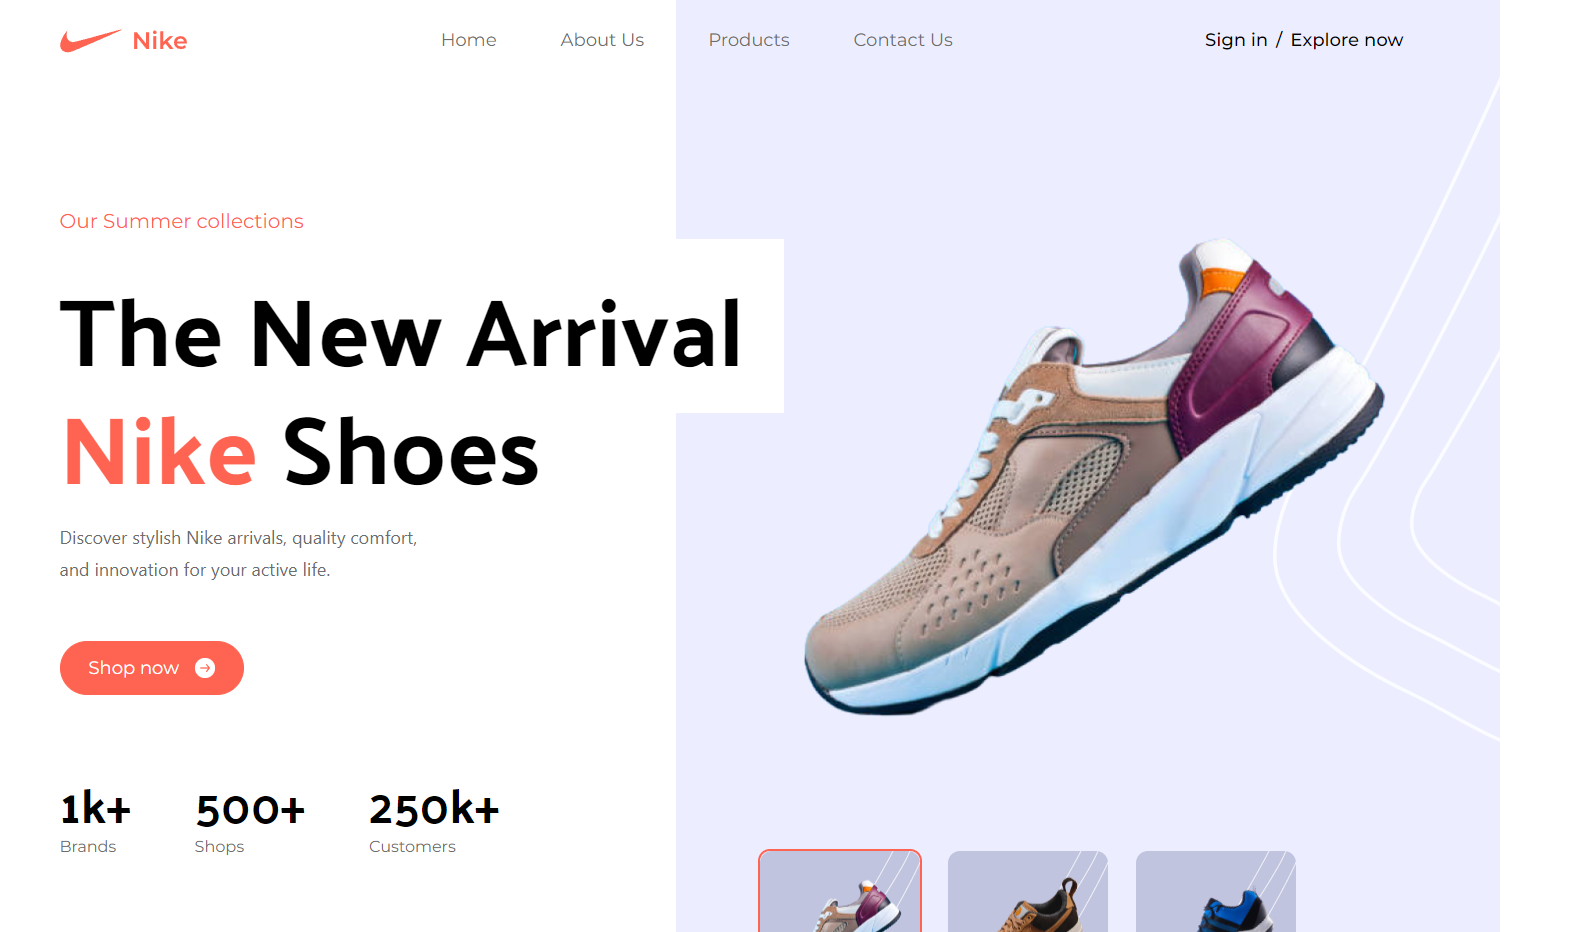 Nike
Home About Us Products Contact Us Sign in / Explore now
Our Summer collections
The New Arrival
Nike Shoes
Discover stylish Nike arrivals, quality comfort,
and innovation for your active life.
Shop now
1k+ 500+ 250k+
Brands Shops Customers